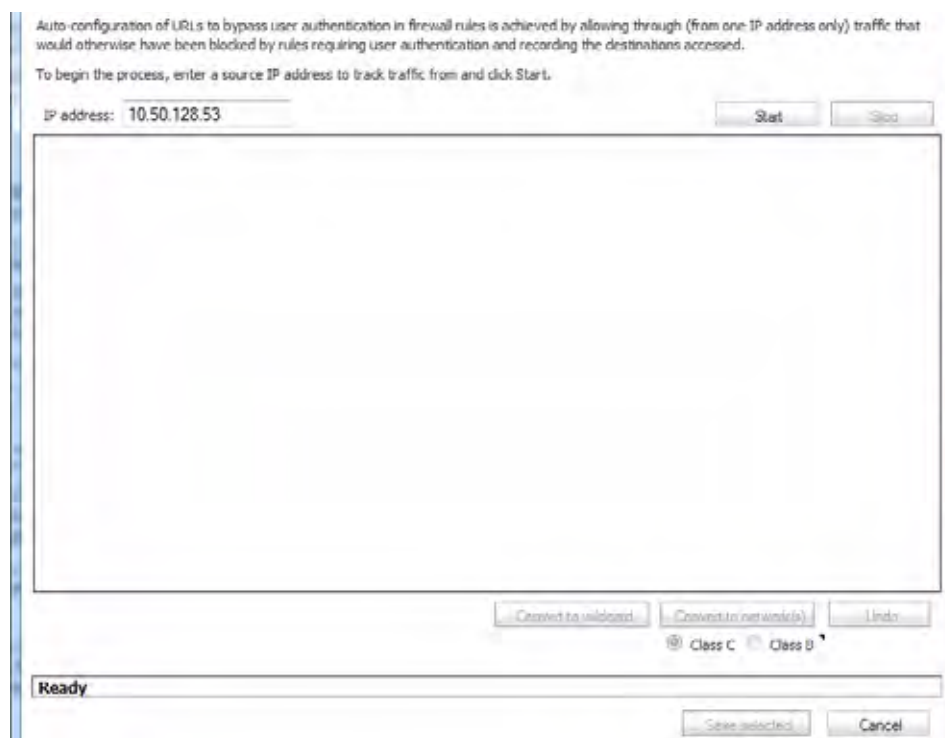 Auto-configuration of URLs to bypass user authentication in firewall rules is achieved by allowing through (from one IP address only) traffic that
would otherwise have been blocked by rules requiring user authentication and recording the destinations accessed.
To begin the process, enter a source IP address to track traffic from and click Start.
IP address: 10.50.128.53 Start Stop
Convert to wildcard Convert to network(s) Undo
Class C Class B
Ready
Save selected Cancel